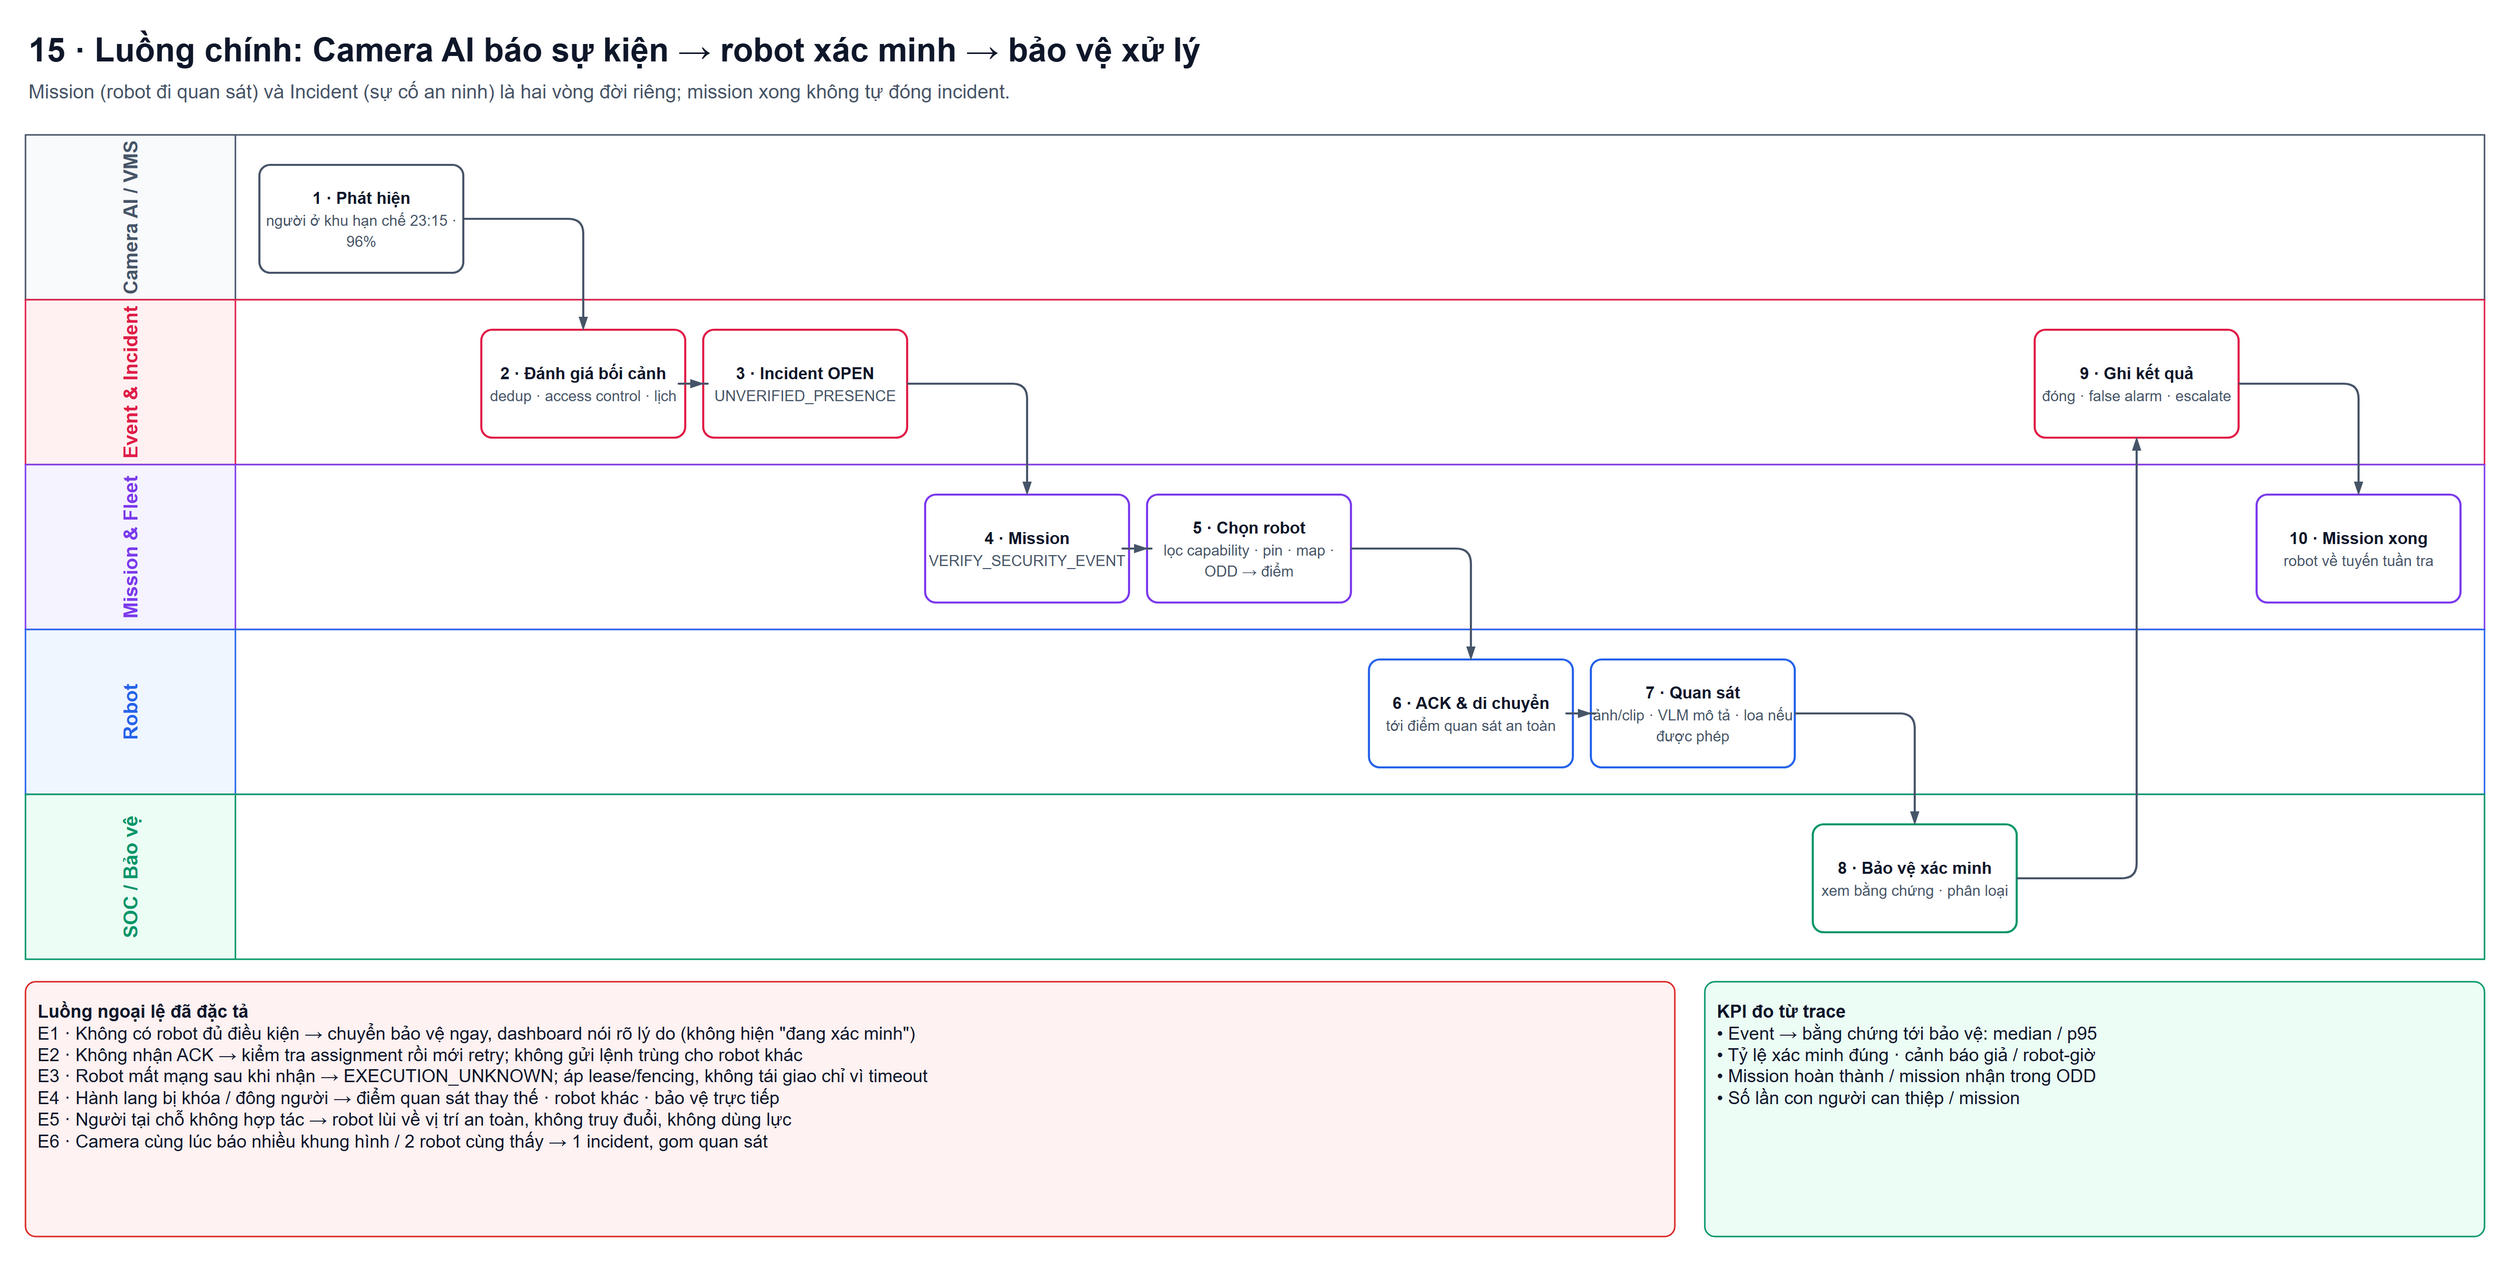 15 · Luồng chính: Camera AI báo sự kiện → robot xác minh → bảo vệ xử lý
Mission (robot đi quan sát) và Incident (sự cố an ninh) là hai vòng đời riêng; mission xong không tự đóng incident.
Camera AI / VMS
1 · Phát hiện
người ở khu hạn chế 23:15 ·
96%
Event & Incident
2 · Đánh giá bối cảnh
dedup · access control · lịch
3 · Incident OPEN
UNVERIFIED_PRESENCE
9 · Ghi kết quả
đóng · false alarm · escalate
Mission & Fleet
4 · Mission
VERIFY_SECURITY_EVENT
5 · Chọn robot
lọc capability · pin · map ·
ODD → điểm
10 · Mission xong
robot về tuyến tuần tra
Robot
6 · ACK & di chuyển
tới điểm quan sát an toàn
7 · Quan sát
ảnh/clip · VLM mô tả · loa nếu
được phép
SOC / Bảo vệ
8 · Bảo vệ xác minh
xem bằng chứng · phân loại
Luồng ngoại lệ đã đặc tả
E1 · Không có robot đủ điều kiện → chuyển bảo vệ ngay, dashboard nói rõ lý do (không hiện "đang xác minh")
E2 · Không nhận ACK → kiểm tra assignment rồi mới retry; không gửi lệnh trùng cho robot khác
E3 · Robot mất mạng sau khi nhận → EXECUTION_UNKNOWN; áp lease/fencing, không tái giao chỉ vì timeout
E4 · Hành lang bị khóa / đông người → điểm quan sát thay thế · robot khác · bảo vệ trực tiếp
E5 · Người tại chỗ không hợp tác → robot lùi về vị trí an toàn, không truy đuổi, không dùng lực
E6 · Camera cùng lúc báo nhiều khung hình / 2 robot cùng thấy → 1 incident, gom quan sát
KPI đo từ trace
• Event → bằng chứng tới bảo vệ: median / p95
• Tỷ lệ xác minh đúng · cảnh báo giả / robot-giờ
• Mission hoàn thành / mission nhận trong ODD
• Số lần con người can thiệp / mission